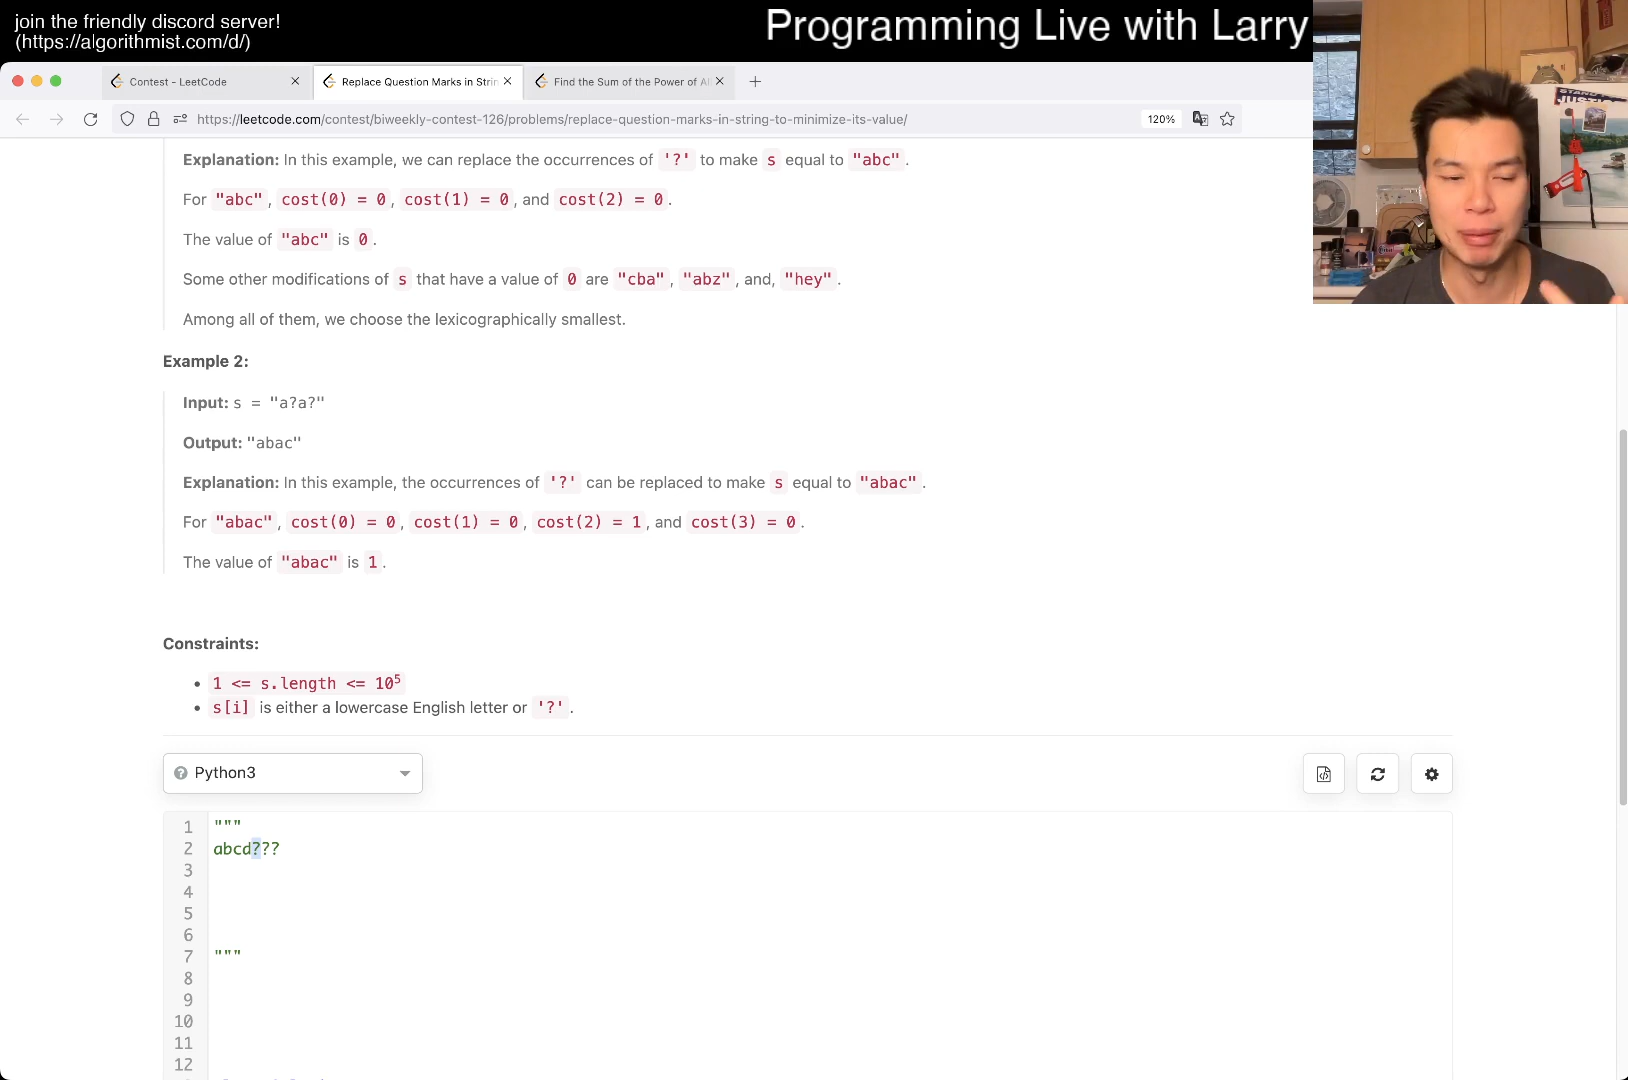 join the friendly discord server!
(https://algorithmist.com/d/)
Programming Live with Larry
Contest - LeetCode
Replace Question Marks in Strin
Find the Sum of the Power of Al
https://leetcode.com/contest/biweekly-contest-126/problems/replace-question-marks-in-string-to-minimize-its-value/
120%
Explanation: In this example, we can replace the occurrences of '?' to make s equal to "abc".
For "abc", cost(0) = 0, cost(1) = 0, and cost(2) = 0.
The value of "abc" is 0.
Some other modifications of s that have a value of 0 are "cba", "abz", and, "hey".
Among all of them, we choose the lexicographically smallest.
Example 2:
Input: s = "a?a?"
Output: "abac"
Explanation: In this example, the occurrences of '?' can be replaced to make s equal to "abac".
For "abac", cost(0) = 0, cost(1) = 0, cost(2) = 1, and cost(3) = 0.
The value of "abac" is 1.
Constraints:
1 <= s.length <= 10⁵
s[i] is either a lowercase English letter or '?'.
Python3
1 """
2 abcd???
3
4
5
6
7 """
8
9
10
11
12